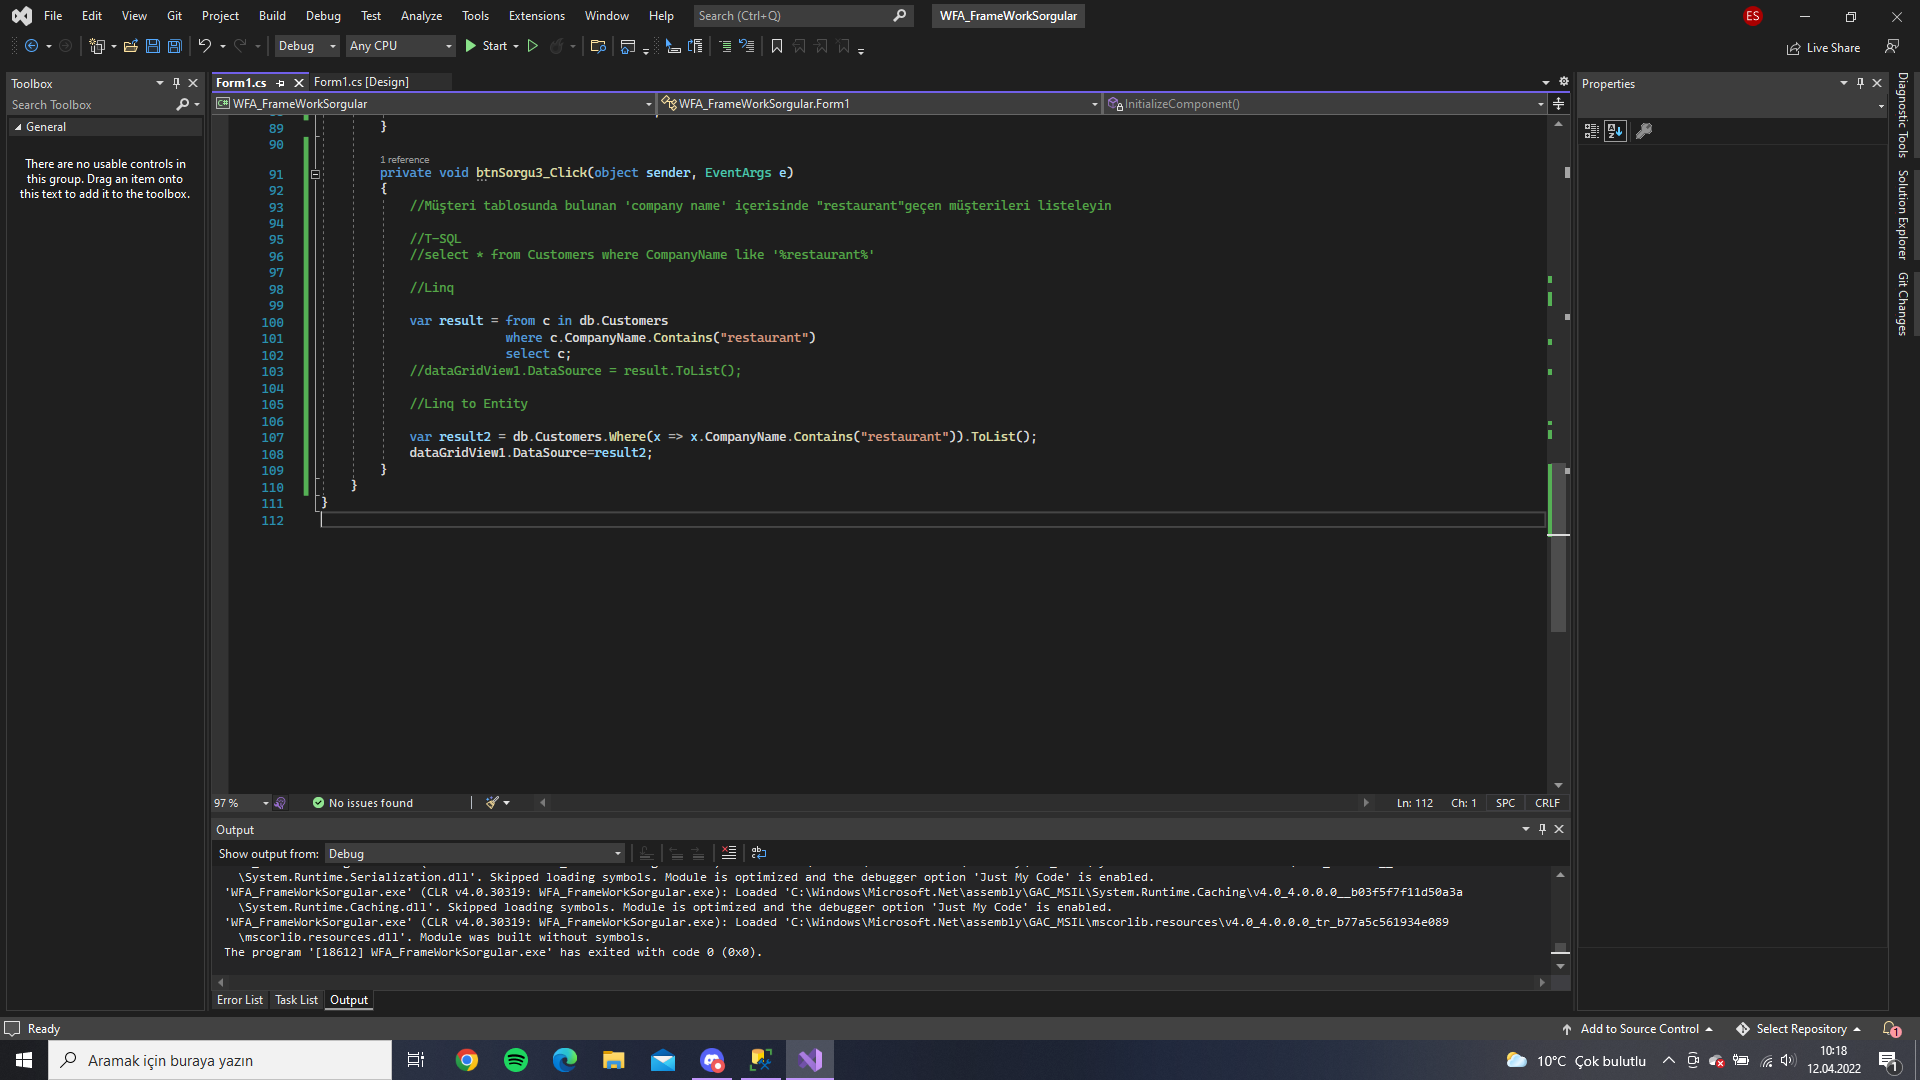 File Edit View Git Project Build Debug Test Analyze Tools Extensions Window Help Search (Ctrl+Q) WFA_FrameWorkSorgular ES
Debug Any CPU Start Live Share
Toolbox
Search Toolbox
General
There are no usable controls in
this group. Drag an item onto
this text to add it to the toolbox.
Form1.cs Form1.cs [Design]
C# WFA_FrameWorkSorgular WFA_FrameWorkSorgular.Form1 InitializeComponent()
89 }
90
1 reference
91 private void btnSorgu3_Click(object sender, EventArgs e)
92 {
93 //Müşteri tablosunda bulunan 'company name' içerisinde "restaurant"geçen müşterileri listeleyin
94
95 //T-SQL
96 //select * from Customers where CompanyName like '%restaurant%'
97
98 //Linq
99
100 var result = from c in db.Customers
101 where c.CompanyName.Contains("restaurant")
102 select c;
103 //dataGridView1.DataSource = result.ToList();
104
105 //Linq to Entity
106
107 var result2 = db.Customers.Where(x => x.CompanyName.Contains("restaurant")).ToList();
108 dataGridView1.DataSource=result2;
109 }
110 }
111 }
112
97 % No issues found Ln: 112 Ch: 1 SPC CRLF
Output
Show output from: Debug
\System.Runtime.Serialization.dll'. Skipped loading symbols. Module is optimized and the debugger option 'Just My Code' is enabled.
'WFA_FrameWorkSorgular.exe' (CLR v4.0.30319: WFA_FrameWorkSorgular.exe): Loaded 'C:\Windows\Microsoft.Net\assembly\GAC_MSIL\System.Runtime.Caching\v4.0_4.0.0.0__b03f5f7f11d50a3a
\System.Runtime.Caching.dll'. Skipped loading symbols. Module is optimized and the debugger option 'Just My Code' is enabled.
'WFA_FrameWorkSorgular.exe' (CLR v4.0.30319: WFA_FrameWorkSorgular.exe): Loaded 'C:\Windows\Microsoft.Net\assembly\GAC_MSIL\mscorlib.resources\v4.0_4.0.0.0_tr_b77a5c561934e089
\mscorlib.resources.dll'. Module was built without symbols.
The program '[18612] WFA_FrameWorkSorgular.exe' has exited with code 0 (0x0).
Error List Task List Output
Properties
Diagnostic Tools
Solution Explorer
Git Changes
Ready Add to Source Control Select Repository 1
Aramak için buraya yazın 10°C Çok bulutlu 10:18
12.04.2022 1